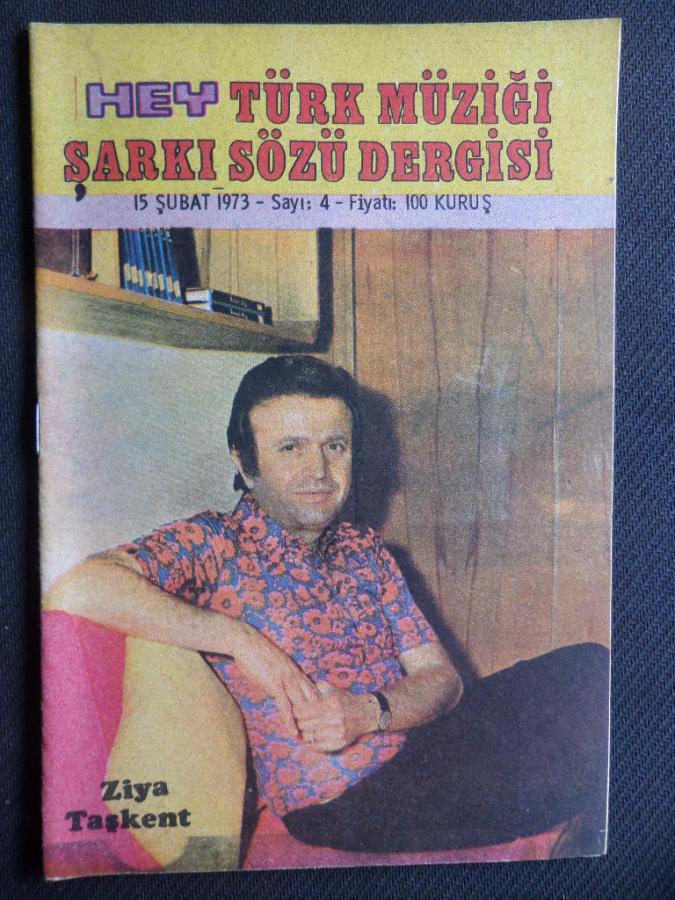 HEY TÜRK MÜZİĞİ
ŞARKI SÖZÜ DERGİSİ
15 ŞUBAT 1973 - Sayı: 4 - Fiyatı: 100 KURUŞ
Ziya
Taşkent